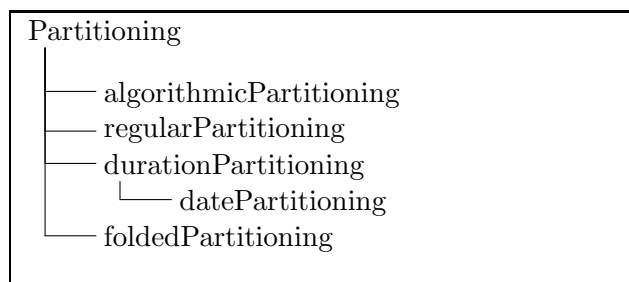 Partitioning
algorithmicPartitioning
regularPartitioning
durationPartitioning
datePartitioning
foldedPartitioning